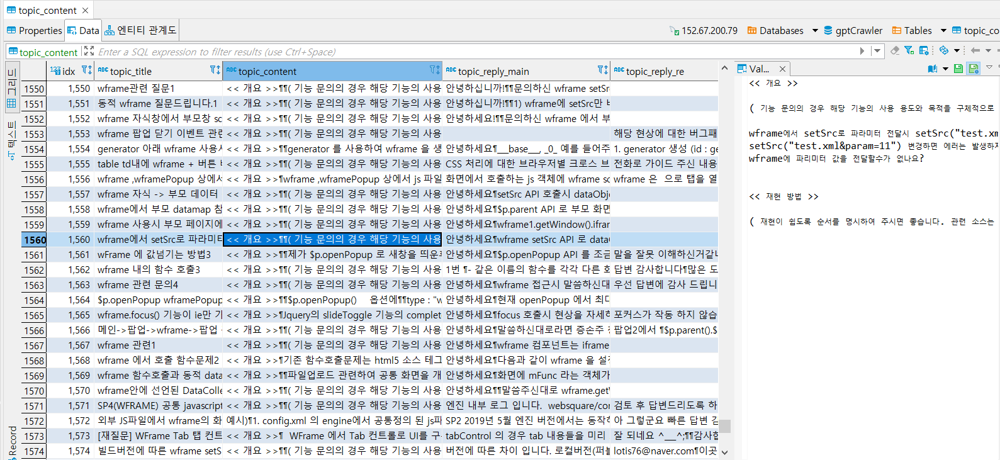 topic_content
Properties Data 엔티티 관계도 152.67.200.79 Databases gptCrawler Tables topic_co
topic_content Enter a SQL expression to filter results (use Ctrl+Space)
그리드
텍스트
Record
123 idx ABC topic_title ABC topic_content ABC topic_reply_main ABC topic_reply_re
1550 1,550 wframe관련 질문1 << 개요 >>¶¶( 기능 문의의 경우 해당 기능의 사용 안녕하십니까!¶¶문의하신 wframe setSr
1551 1,551 동적 wframe 질문드립니다.1 << 개요 >>¶¶( 기능 문의의 경우 해당 기능의 사용 안녕하십니까!¶¶1) wframe에 setSrc만
1552 1,552 wframe 자식창에서 부모창 sc << 개요 >>¶¶( 기능 문의의 경우 해당 기능의 사용 안녕하세요!¶¶문의하신 wframe 에서 부
1553 1,553 wframe 팝업 닫기 이벤트 관련 << 개요 >>¶¶( 기능 문의의 경우 해당 기능의 사용 해당 현상에 대한 버그패
1554 1,554 generator 아래 wframe 사용시 << 개요 >>¶¶generator 를 사용하여 wframe 을 생 안녕하세요¶__base__, _0_ 예를 들어주 1. generator 생성 (id : ge
1555 1,555 table td내에 wframe + 버튼 << 개요 >>¶¶( 기능 문의의 경우 해당 기능의 사용 CSS 처리에 대한 브라우저별 크로스 브 전화로 가이드 주신 내용
1556 1,556 wframe ,wframePopup 상에서 << 개요 >>¶wframe ,wframePopup 상에서 js 파일 화면에서 호출하는 js 객체에 wframe sc wframe 은 으로 탭을 열
1557 1,557 wframe 자식 -> 부모 데이터 << 개요 >>¶¶( 기능 문의의 경우 해당 기능의 사용 안녕하세요¶setSrc API 호출시 dataObj
1558 1,558 wframe에서 부모 datamap 참 << 개요 >>¶¶( 기능 문의의 경우 해당 기능의 사용 안녕하세요¶$p.parent API 로 부모 화면
1559 1,559 wframe 사용시 부모 페이지에 << 개요 >>¶¶( 기능 문의의 경우 해당 기능의 사용 안녕하세요¶wframe1.getWindow().ifran
1560 1,560 wframe에서 setSrc로 파라미터 << 개요 >>¶¶( 기능 문의의 경우 해당 기능의 사용 안녕하세요¶wframe setSrc API 로 data
1561 1,561 wFrame 에 값넘기는 방법3 << 개요 >>¶¶제가 $p.openPopup 로 새창을 띄운후 안녕하세요¶$p.openPopup API 를 조금 말을 잘못 이해하신거같
1562 1,562 wframe 내의 함수 호출3 << 개요 >>¶¶( 기능 문의의 경우 해당 기능의 사용 1번 ¶- 같은 이름의 함수를 각각 다른 화 답변 감사합니다¶많은 도
1563 1,563 wframe 관련 문의4 << 개요 >>¶¶( 기능 문의의 경우 해당 기능의 사용 안녕하세요¶wframe 접근시 말씀하신대 우선 답변에 감사 드립니
1564 1,564 $p.openPopup wframePopup << 개요 >>¶¶$p.openPopup() 옵션에¶¶type : "w 안녕하세요¶현재 openPopup 에서 최대
1565 1,565 wframe.focus() 기능이 ie만 기 << 개요 >>¶Jquery의 slideToggle 기능의 complet 안녕하세요¶focus 호출시 현상을 자세히 포커스가 작동 하지 않습
1566 1,566 메인->팝업->wframe->팝업 << 개요 >>¶¶( 기능 문의의 경우 해당 기능의 사용 안녕하세요¶말씀하신대로라면 증손주 창 팝업2에서 ¶$p.parent().$
1567 1,567 wframe 관련1 << 개요 >>¶¶( 기능 문의의 경우 해당 기능의 사용 안녕하세요¶wframe 컴포넌트는 iframe
1568 1,568 wframe 에서 호출 함수문제2 << 개요 >>¶기존 함수호출문제는 html5 소스 테그 안녕하세요¶다음과 같이 wframe 을 설정
1569 1,569 wframe 함수호출과 동적 data << 개요 >>¶¶파일업로드 관련하여 공통 화면을 개 안녕하세요¶화면에 mFunc 라는 객체가
1570 1,570 wframe안에 선언된 DataColle << 개요 >>¶¶( 기능 문의의 경우 해당 기능의 사용 안녕하세요¶¶말씀주신대로 wframe.getW
1571 1,571 SP4(WFRAME) 공통 javascript << 개요 >>¶¶( 기능 문의의 경우 해당 기능의 사용 엔진 내부 로그 입니다. websquare/cor 검토 후 답변드리도록 하
1572 1,572 외부 JS파일에서 wframe의 화 예시)¶1. config.xml 의 engine에서 공통정의 된 js파 SP2 2019년 5월 엔진 버전에서는 동작하 아 그렇군요 빠른 답변 감
1573 1,573 [재질문] WFrame Tab 탭 컨트 << 개요 >>¶ WFrame 에서 Tab 컨트롤로 UI를 구 tabControl 의 경우 tab 내용들을 미리 잘 되네요 ^__^;¶¶감사합
1574 1,574 빌드버전에 따른 wframe setS << 개요 >>¶¶( 기능 문의의 경우 해당 기능의 사용 버전에 따른 차이 입니다. 로컬버전(퍼블 lotis76@naver.com¶이곳
Val...
<< 개요 >>
( 기능 문의의 경우 해당 기능의 사용 용도와 목적을 구체적으로
wframe에서 setSrc로 파라미터 전달시 setSrc("test.xm
setSrc("test.xml&param=11") 변경하면 에러는 발생하지
wframe에 파리미터 값을 전달할수가 없나요?
<< 재현 방법 >>
( 재현이 쉽도록 순서를 명시하여 주시면 좋습니다. 관련 소스는